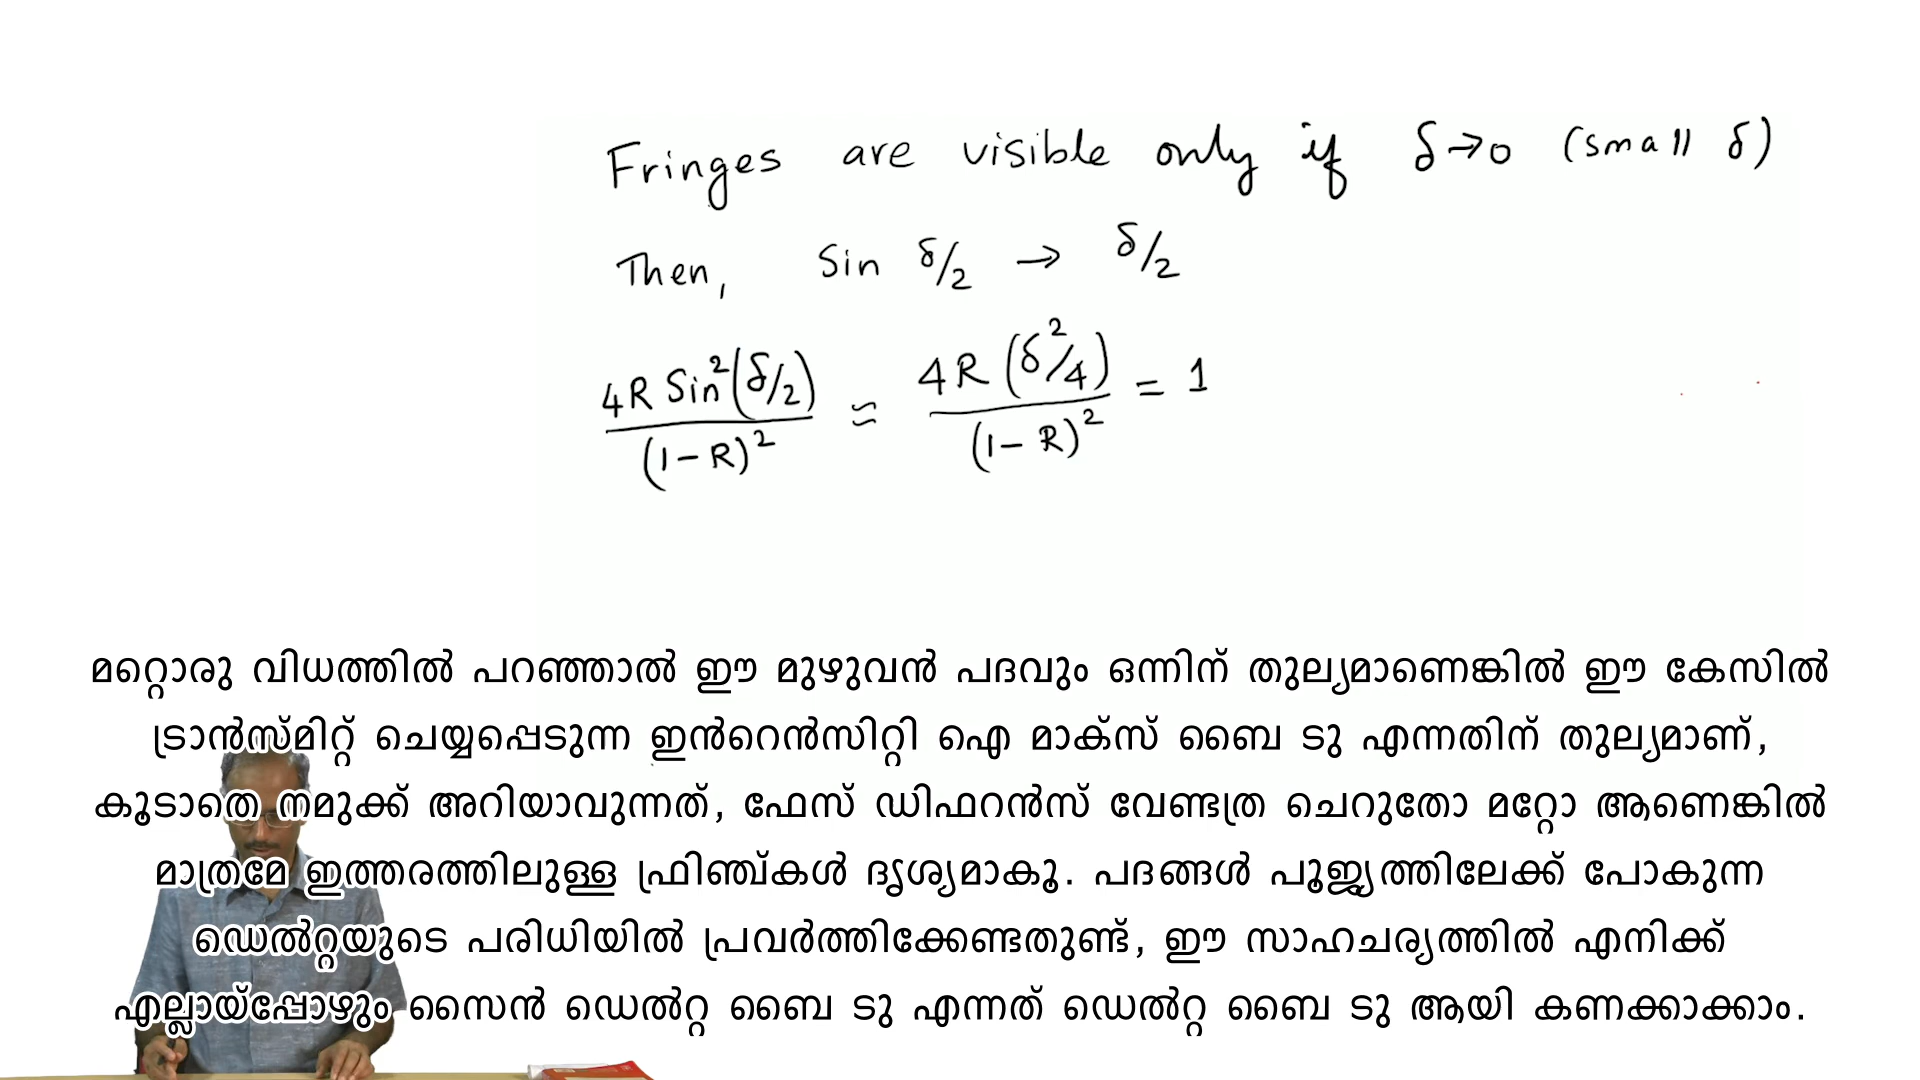 Fringes are visible only if δ→0 (small δ)
Then, Sin δ/2 → δ/2
4R Sin²(δ/2) / (1-R)² ≈ 4R (δ²/4) / (1-R)² = 1
മറ്റൊരു വിധത്തിൽ പറഞ്ഞാൽ ഈ മുഴുവൻ പദവും ഒന്നിന് തുല്യമാണെങ്കിൽ ഈ കേസിൽ
ട്രാൻസ്മിറ്റ് ചെയ്യപ്പെടുന്ന ഇൻറെൻസിറ്റി ഐ മാക്സ് ബൈ ടു എന്നതിന് തുല്യമാണ്,
കൂടാതെ നമുക്ക് അറിയാവുന്നത്, ഫേസ് ഡിഫറൻസ് വേണ്ടത്ര ചെറുതോ മറ്റോ ആണെങ്കിൽ
മാത്രമേ ഇത്തരത്തിലുള്ള ഫ്രിഞ്ച്കൾ ദൃശ്യമാകൂ. പദങ്ങൾ പൂജ്യത്തിലേക്ക് പോകുന്ന
ഡെൽറ്റയുടെ പരിധിയിൽ പ്രവർത്തിക്കേണ്ടതുണ്ട്, ഈ സാഹചര്യത്തിൽ എനിക്ക്
എല്ലായ്പ്പോഴും സൈൻ ഡെൽറ്റ ബൈ ടു എന്നത് ഡെൽറ്റ ബൈ ടു ആയി കണക്കാക്കാം.